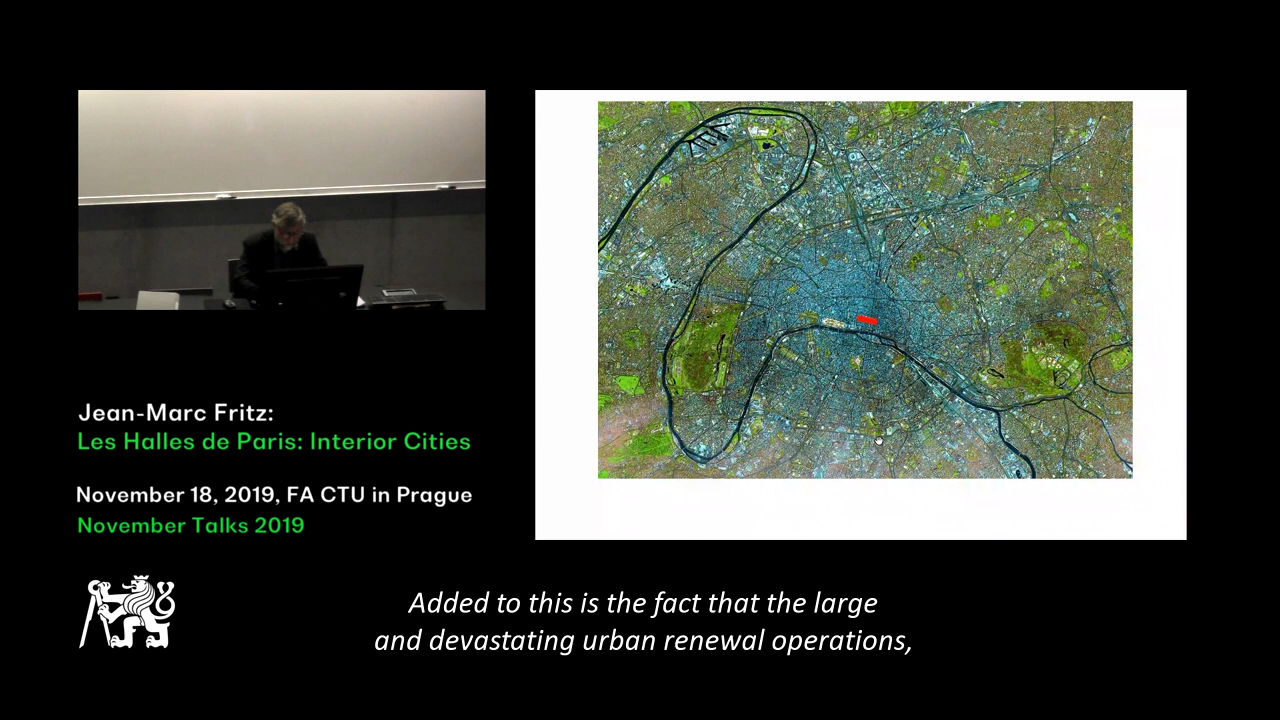 Jean-Marc Fritz:
Les Halles de Paris: Interior Cities
November 18, 2019, FA CTU in Prague
November Talks 2019
Added to this is the fact that the large
and devastating urban renewal operations,